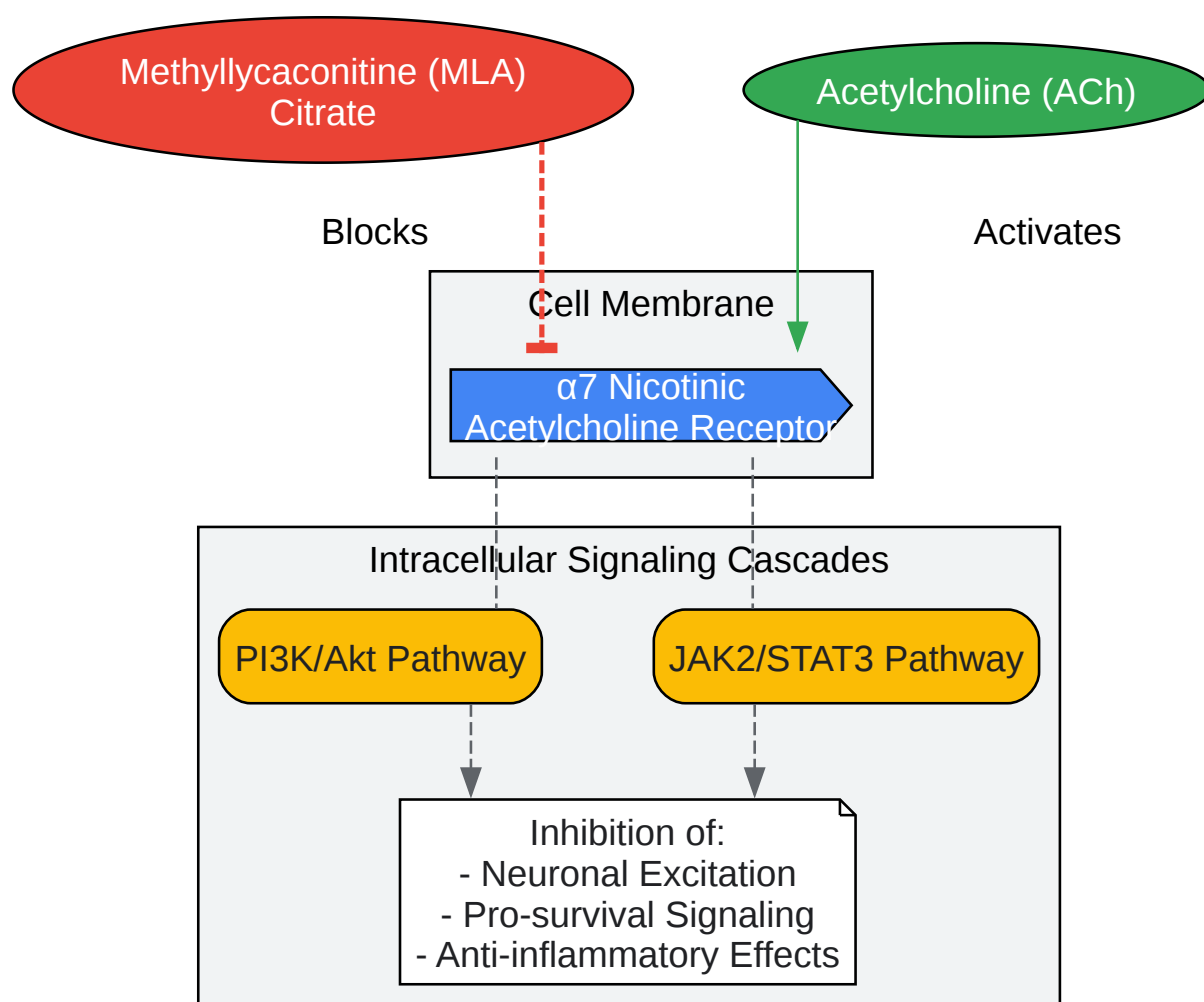 Methyllycaconitine (MLA)
Citrate
Acetylcholine (ACh)
Blocks
Activates
Cell Membrane
α7 Nicotinic
Acetylcholine Receptor
Intracellular Signaling Cascades
PI3K/Akt Pathway
JAK2/STAT3 Pathway
Inhibition of:
- Neuronal Excitation
- Pro-survival Signaling
- Anti-inflammatory Effects